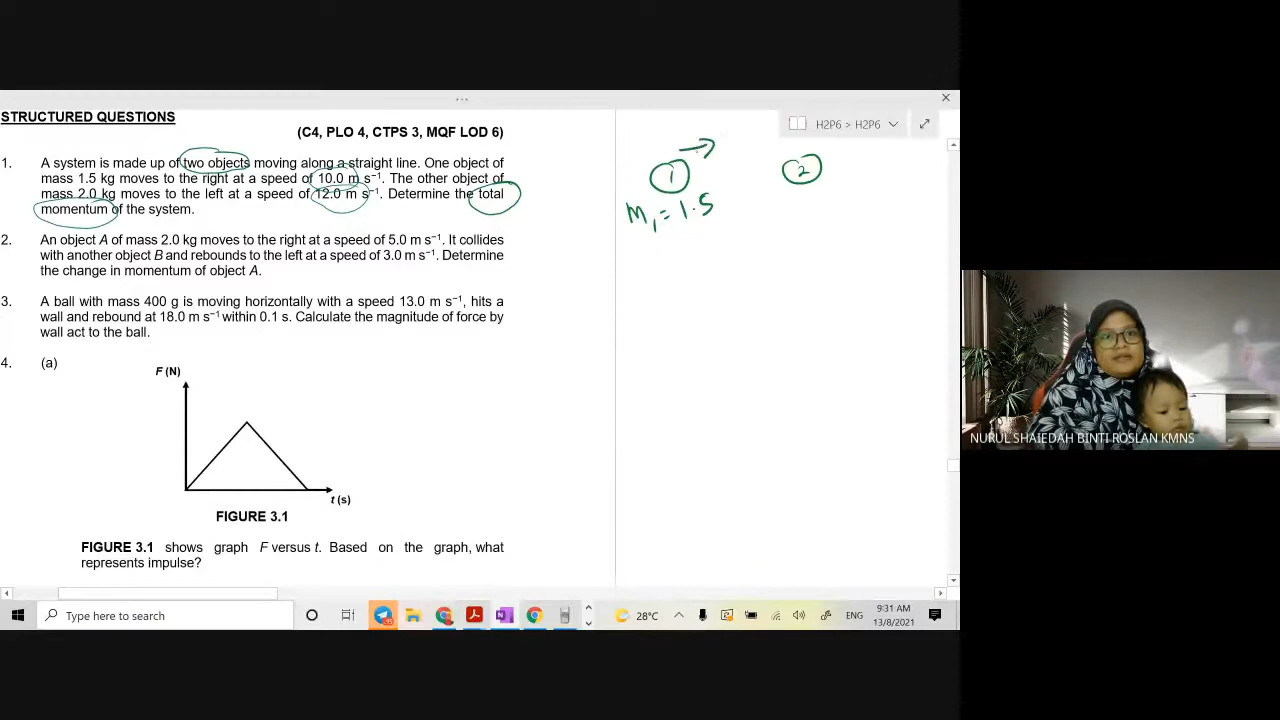 STRUCTURED QUESTIONS
(C4, PLO 4, CTPS 3, MQF LOD 6)
1. A system is made up of two objects moving along a straight line. One object of
mass 1.5 kg moves to the right at a speed of 10.0 m s⁻¹. The other object of
mass 2.0 kg moves to the left at a speed of 12.0 m s⁻¹. Determine the total
momentum of the system.
2. An object A of mass 2.0 kg moves to the right at a speed of 5.0 m s⁻¹. It collides
with another object B and rebounds to the left at a speed of 3.0 m s⁻¹. Determine
the change in momentum of object A.
3. A ball with mass 400 g is moving horizontally with a speed 13.0 m s⁻¹, hits a
wall and rebound at 18.0 m s⁻¹ within 0.1 s. Calculate the magnitude of force by
wall act to the ball.
4. (a)
F (N)
t (s)
FIGURE 3.1
FIGURE 3.1 shows graph F versus t. Based on the graph, what
represents impulse?
H2P6 > H2P6
1
2
m₁ = 1.5
NURUL SHAIEDAH BINTI ROSLAN KMNS
Type here to search
28°C
ENG
9:31 AM
13/8/2021